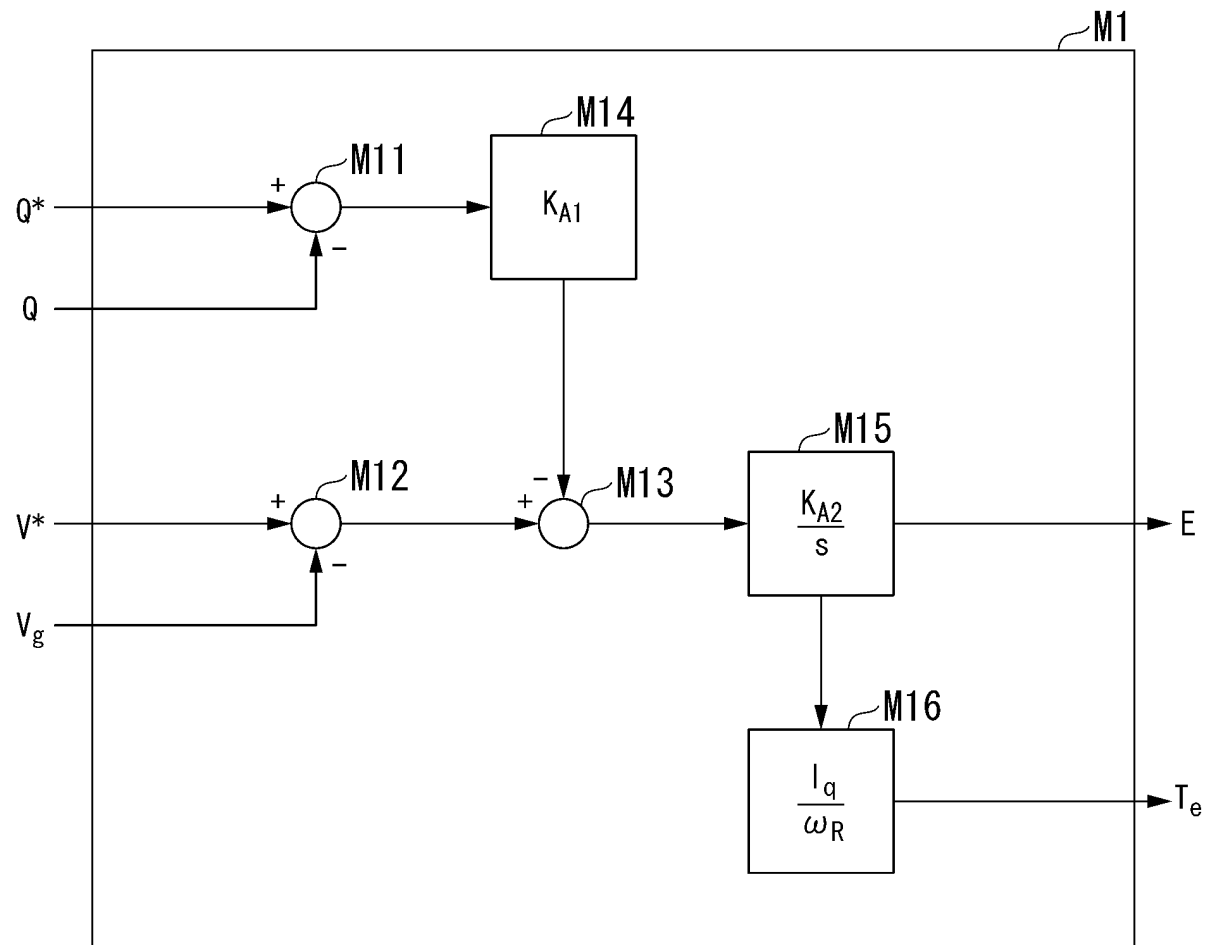 M1
M14
M11
+
Q*
K_A1
−
Q
M15
M12
M13
−
+
+
V*
K_A2
s
E
−
V_g
M16
I_q
ω_R
T_e